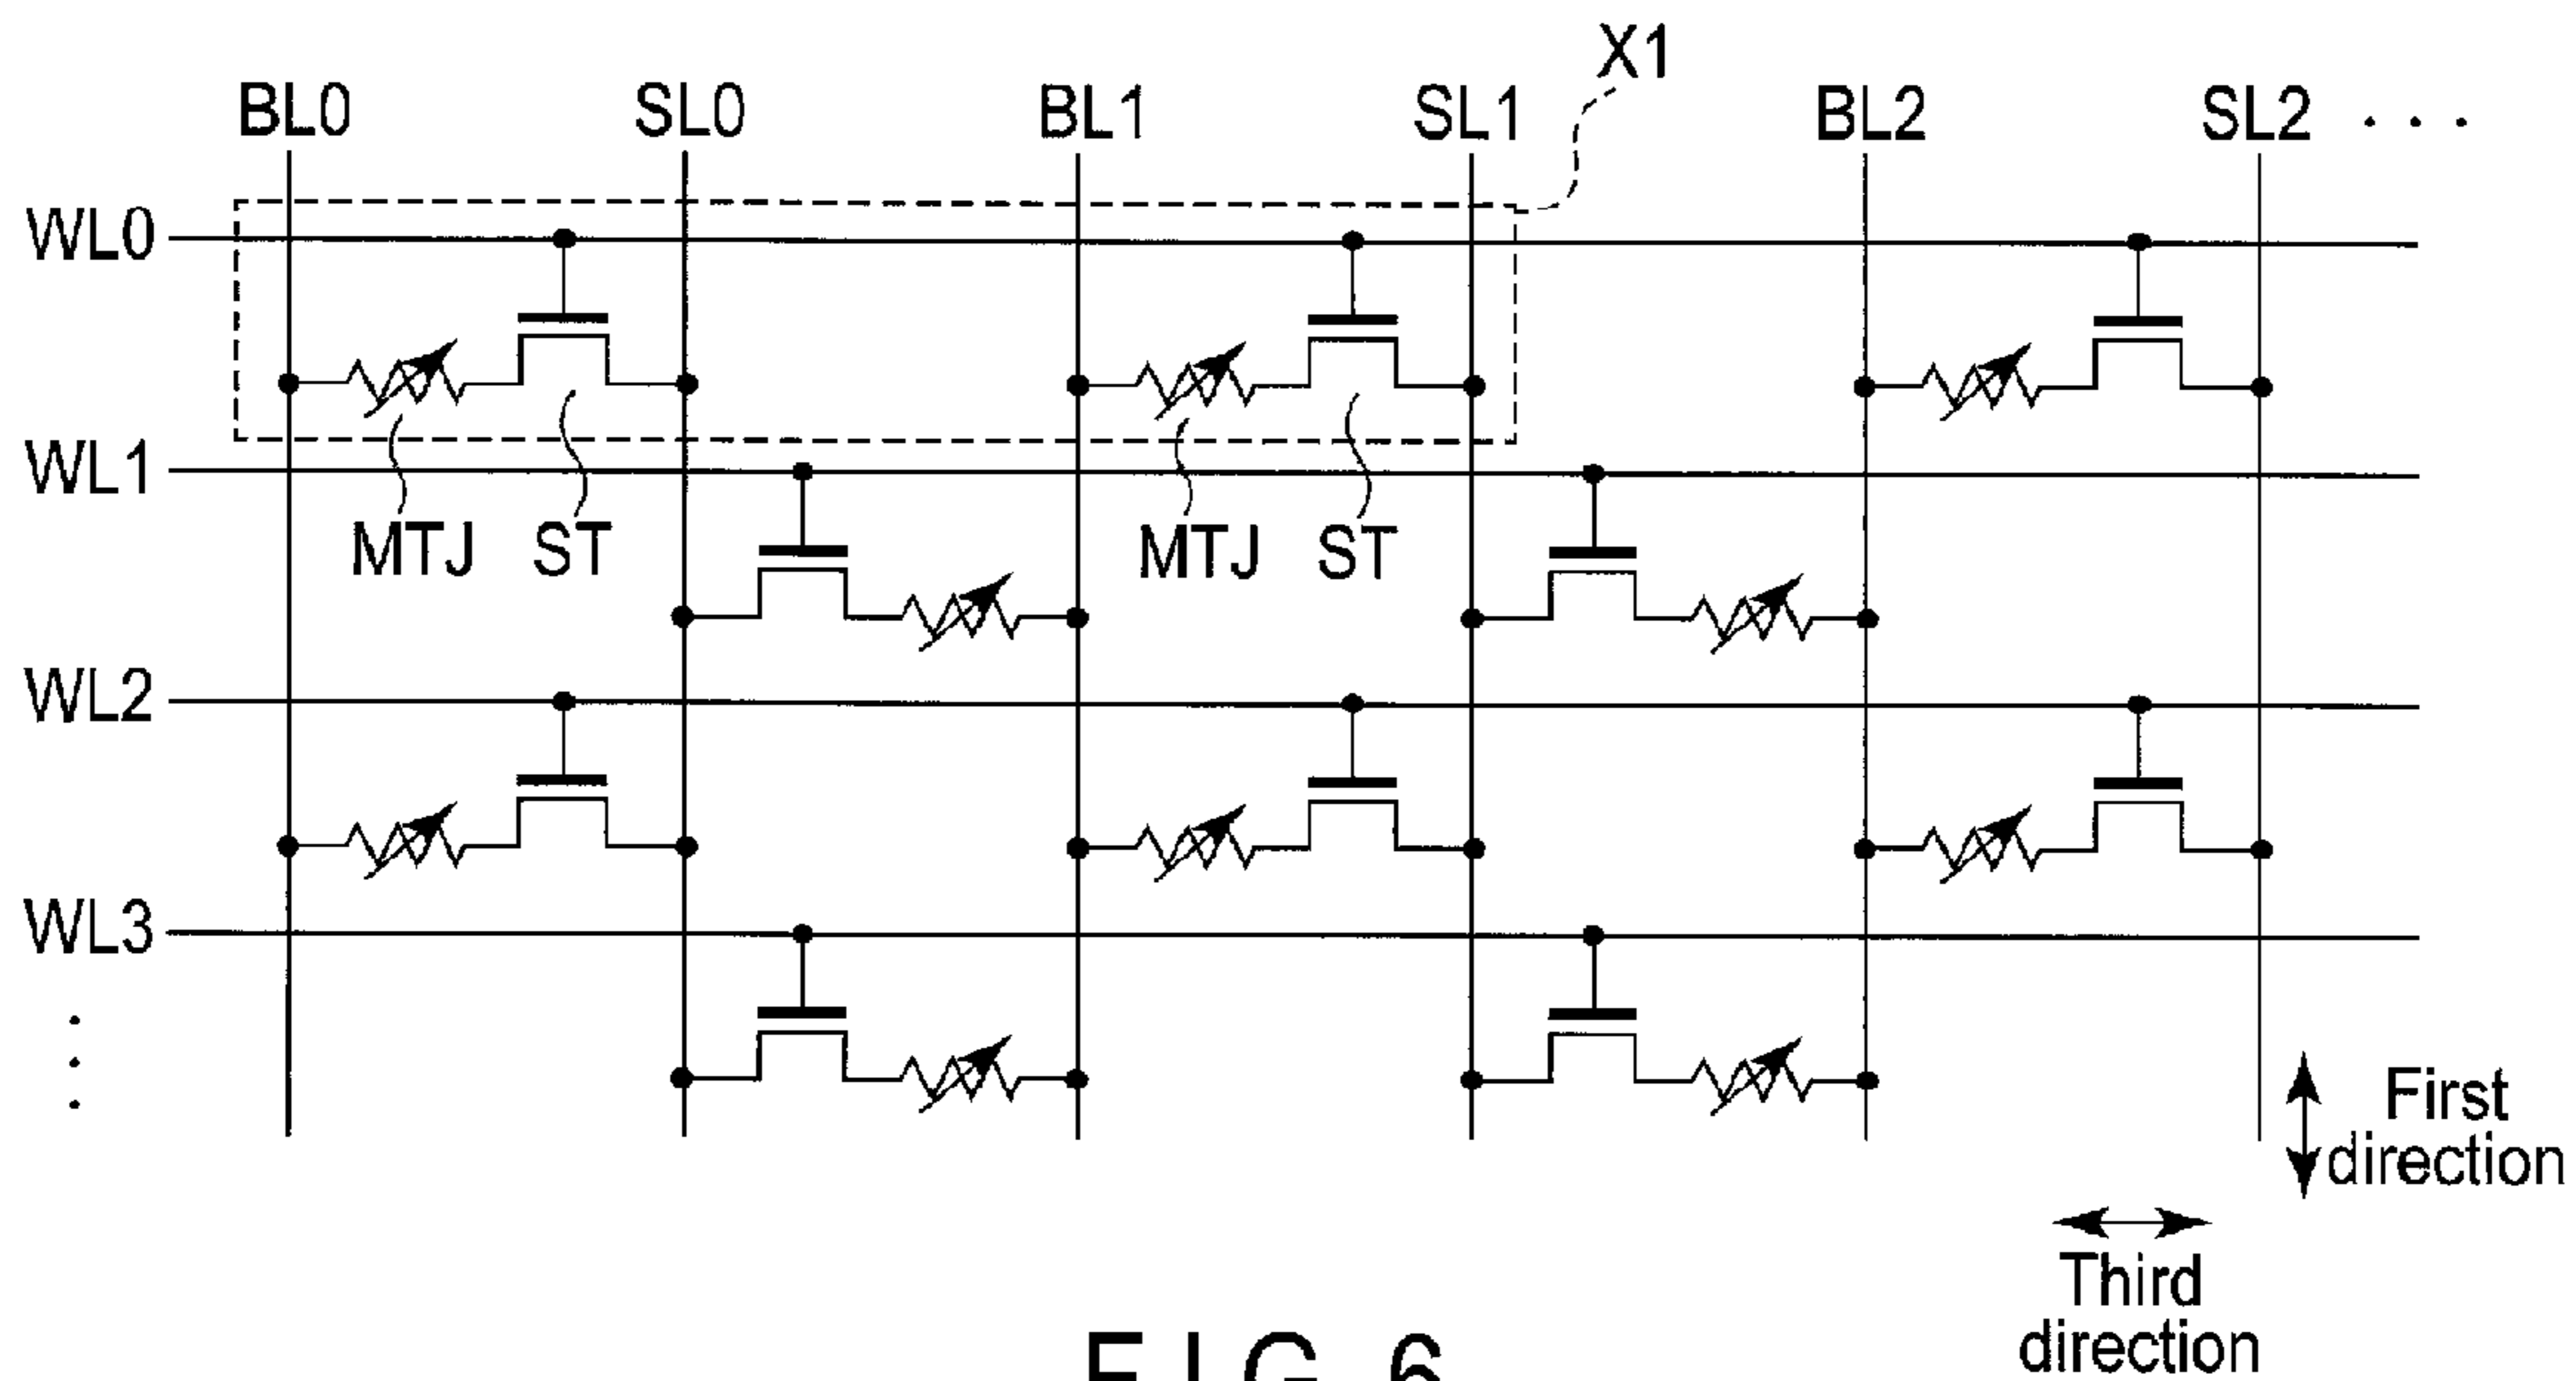 X1
BL0 SL0 BL1 SL1 BL2 SL2 . . .
WL0
WL1
MTJ ST MTJ ST
WL2
WL3
First
direction
Third
direction
FIG. 6